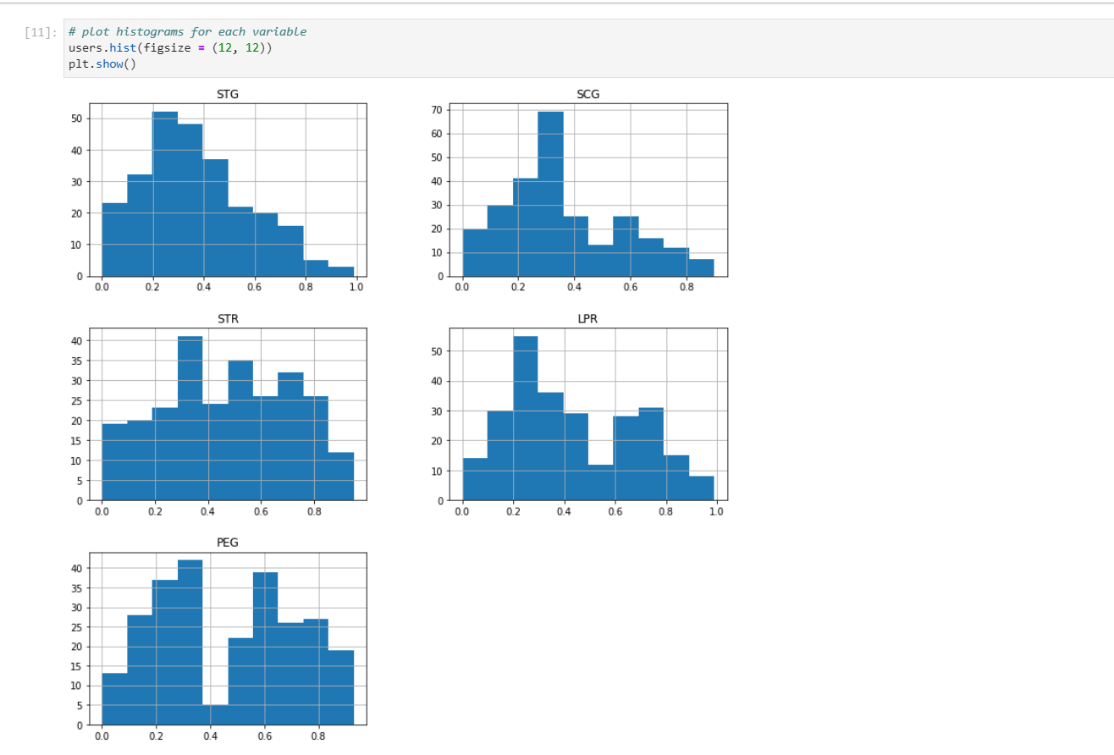 [11]: # plot histograms for each variable
users.hist(figsize = (12, 12))
plt.show()
STG
50
40
30
20
10
0
0.0 0.2 0.4 0.6 0.8 1.0
SCG
70
60
50
40
30
20
10
0
0.0 0.2 0.4 0.6 0.8
STR
40
35
30
25
20
15
10
5
0
0.0 0.2 0.4 0.6 0.8
LPR
50
40
30
20
10
0
0.0 0.2 0.4 0.6 0.8 1.0
PEG
40
35
30
25
20
15
10
5
0
0.0 0.2 0.4 0.6 0.8